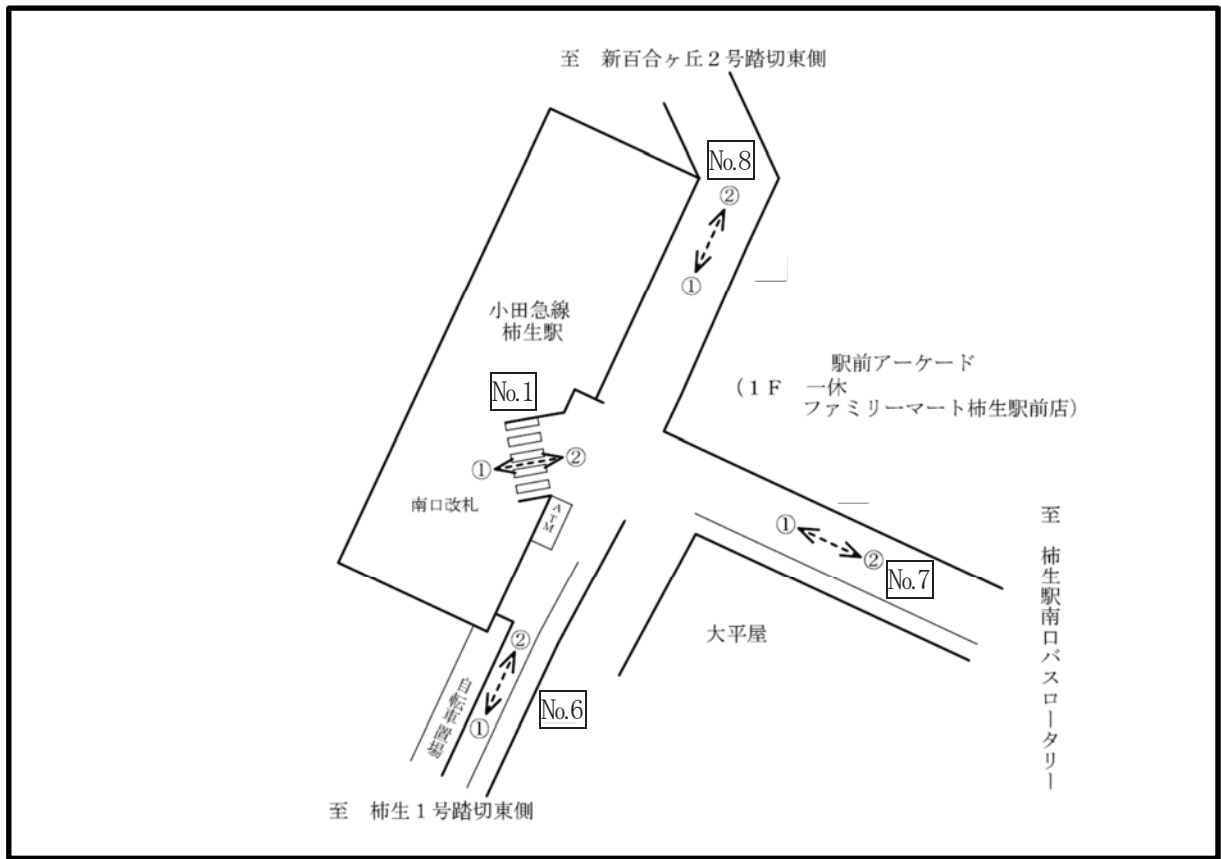 至　新百合ヶ丘２号踏切東側
No.8
②
①
小田急線
柿生駅
駅前アーケード
（１Ｆ　一休
ファミリーマート柿生駅前店）
No.1
①
②
南口改札
ATM
①
②
No.7
至　柿生駅南口バスロータリー
大平屋
②
①
No.6
自転車置場
至　柿生１号踏切東側